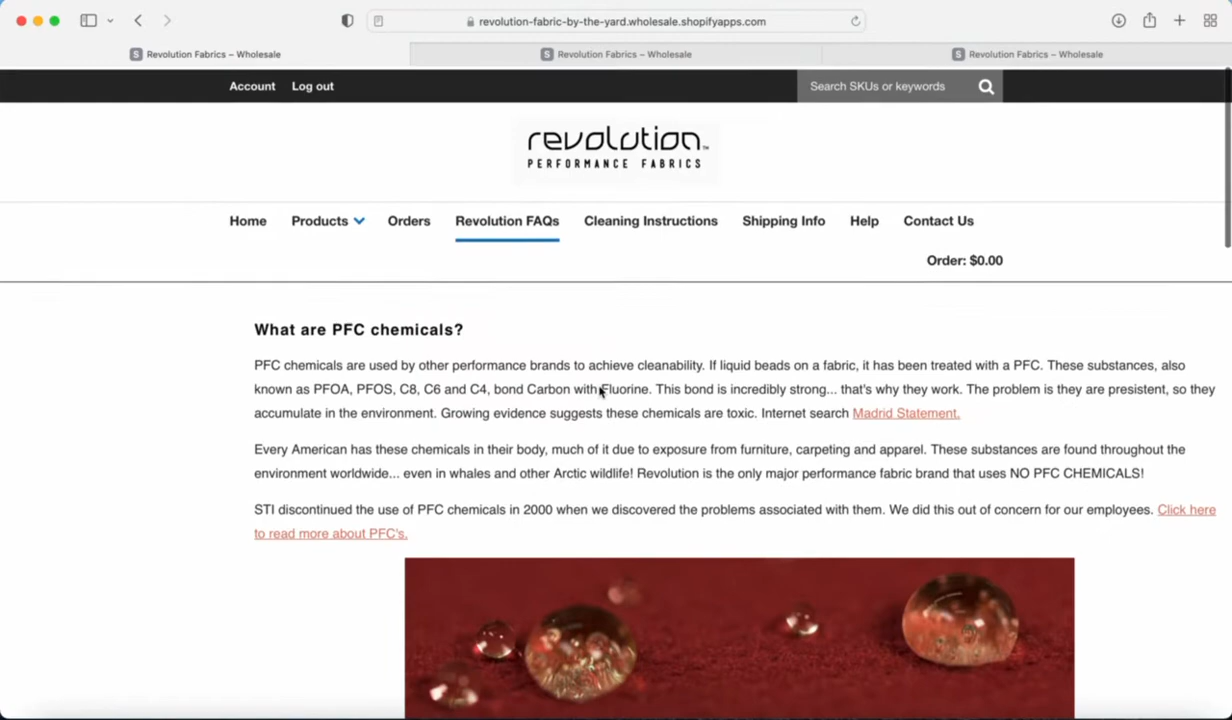 revolution-fabric-by-the-yard.wholesale.shopifyapps.com
S Revolution Fabrics – Wholesale
S Revolution Fabrics – Wholesale
S Revolution Fabrics – Wholesale
Account Log out Search SKUs or keywords
revolution™
PERFORMANCE FABRICS
Home Products Orders Revolution FAQs Cleaning Instructions Shipping Info Help Contact Us
Order: $0.00
What are PFC chemicals?
PFC chemicals are used by other performance brands to achieve cleanability. If liquid beads on a fabric, it has been treated with a PFC. These substances, also
known as PFOA, PFOS, C8, C6 and C4, bond Carbon with Fluorine. This bond is incredibly strong... that's why they work. The problem is they are presistent, so they
accumulate in the environment. Growing evidence suggests these chemicals are toxic. Internet search Madrid Statement.
Every American has these chemicals in their body, much of it due to exposure from furniture, carpeting and apparel. These substances are found throughout the
environment worldwide... even in whales and other Arctic wildlife! Revolution is the only major performance fabric brand that uses NO PFC CHEMICALS!
STI discontinued the use of PFC chemicals in 2000 when we discovered the problems associated with them. We did this out of concern for our employees. Click here
to read more about PFC's.